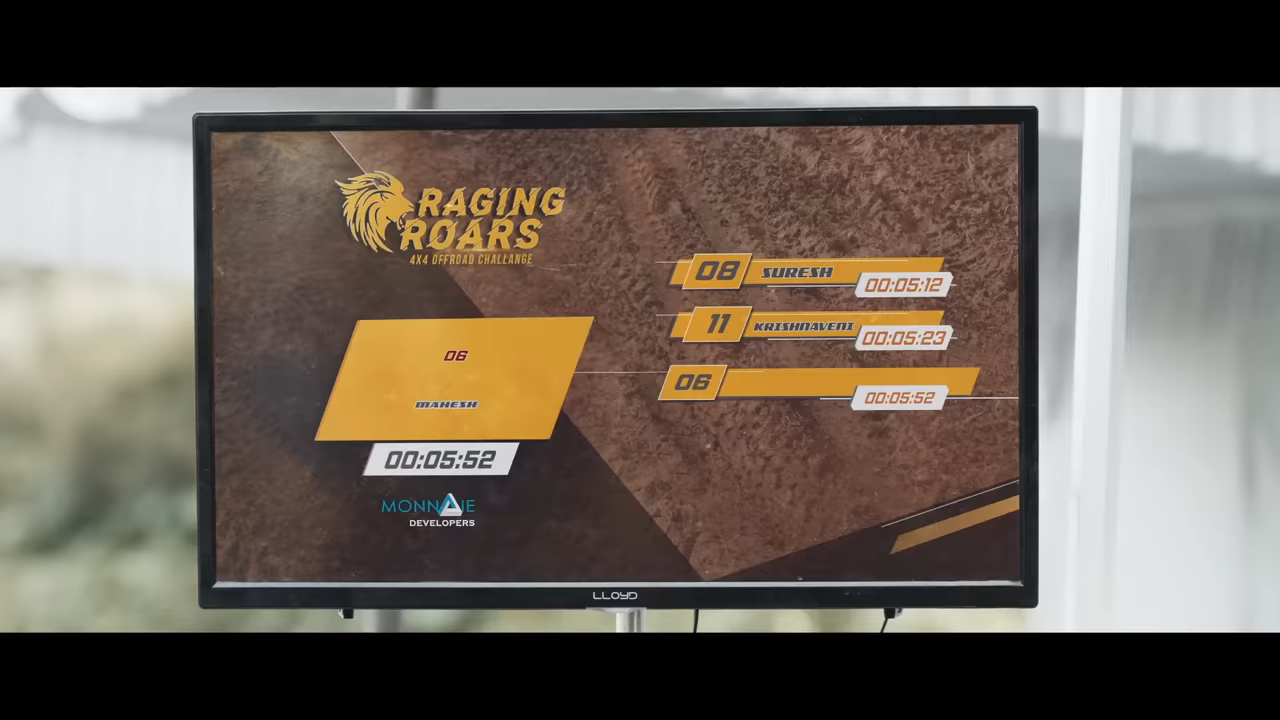 RAGING
ROARS
4X4 OFFROAD CHALLANGE
06
MAHESH
00:05:52
MONNAIE
DEVELOPERS
08 SURESH 00:05:12
11 KRISHNAVENI 00:05:23
06 00:05:52
LLOYD